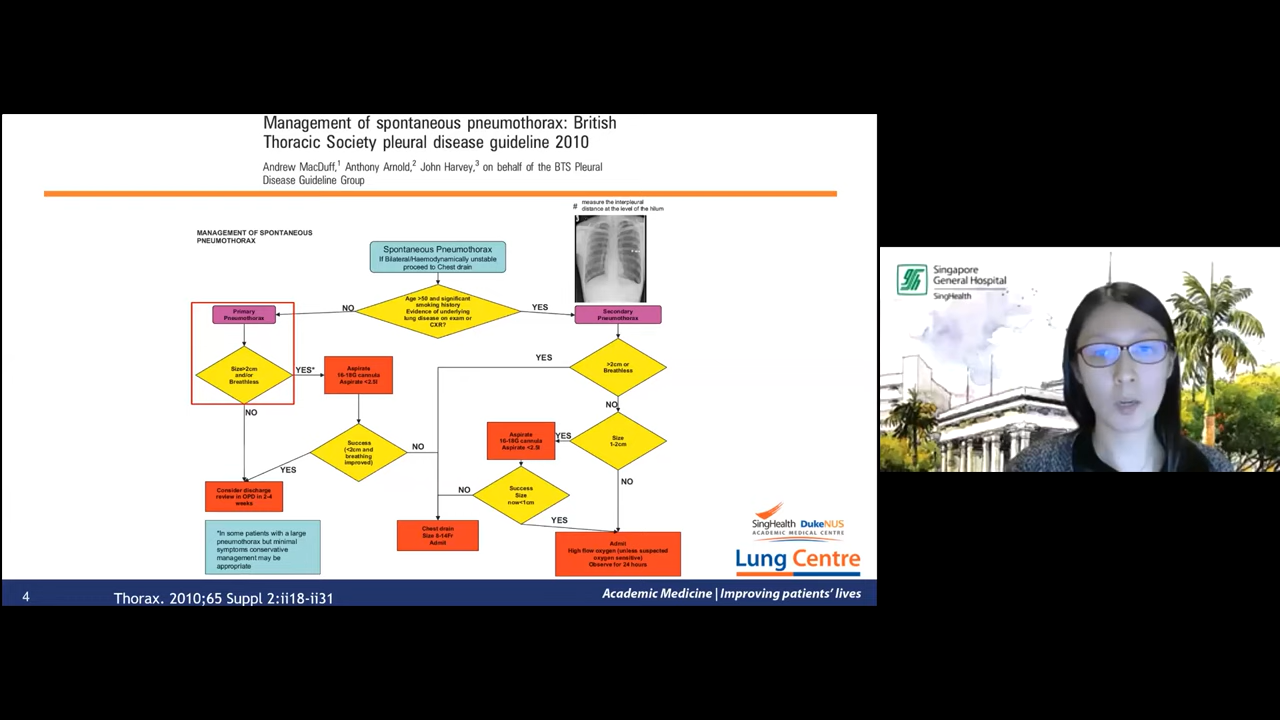 Management of spontaneous pneumothorax: British
Thoracic Society pleural disease guideline 2010
Andrew MacDuff,1 Anthony Arnold,2 John Harvey,3 on behalf of the BTS Pleural
Disease Guideline Group
# measure the interpleural
distance at the level of the hilum
MANAGEMENT OF SPONTANEOUS
PNEUMOTHORAX
Spontaneous Pneumothorax
If Bilateral/Haemodynamically unstable
proceed to Chest drain
Age >50 and significant
smoking history
Evidence of underlying
lung disease on exam or
CXR?
NO
YES
Primary
Pneumothorax
Secondary
Pneumothorax
Size>2cm
and/or
Breathless
YES*
Aspirate
16-18G cannula
Aspirate <2.5l
YES
>2cm or
Breathless
NO
NO
Success
(<2cm and
breathing
improved)
NO
YES
Aspirate
16-18G cannula
Aspirate <2.5l
YES
Size
1-2cm
NO
Consider discharge
review in OPD in 2-4
weeks
Success
Size
now<1cm
NO
YES
*In some patients with a large
pneumothorax but minimal
symptoms conservative
management may be
appropriate
Chest drain
Size 8-14Fr
Admit
Admit
High flow oxygen (unless suspected
oxygen sensitive)
Observe for 24 hours
SingHealth DukeNUS
ACADEMIC MEDICAL CENTRE
Lung Centre
4
Thorax. 2010;65 Suppl 2:ii18-ii31
Academic Medicine | Improving patients' lives
Singapore
General Hospital
SingHealth